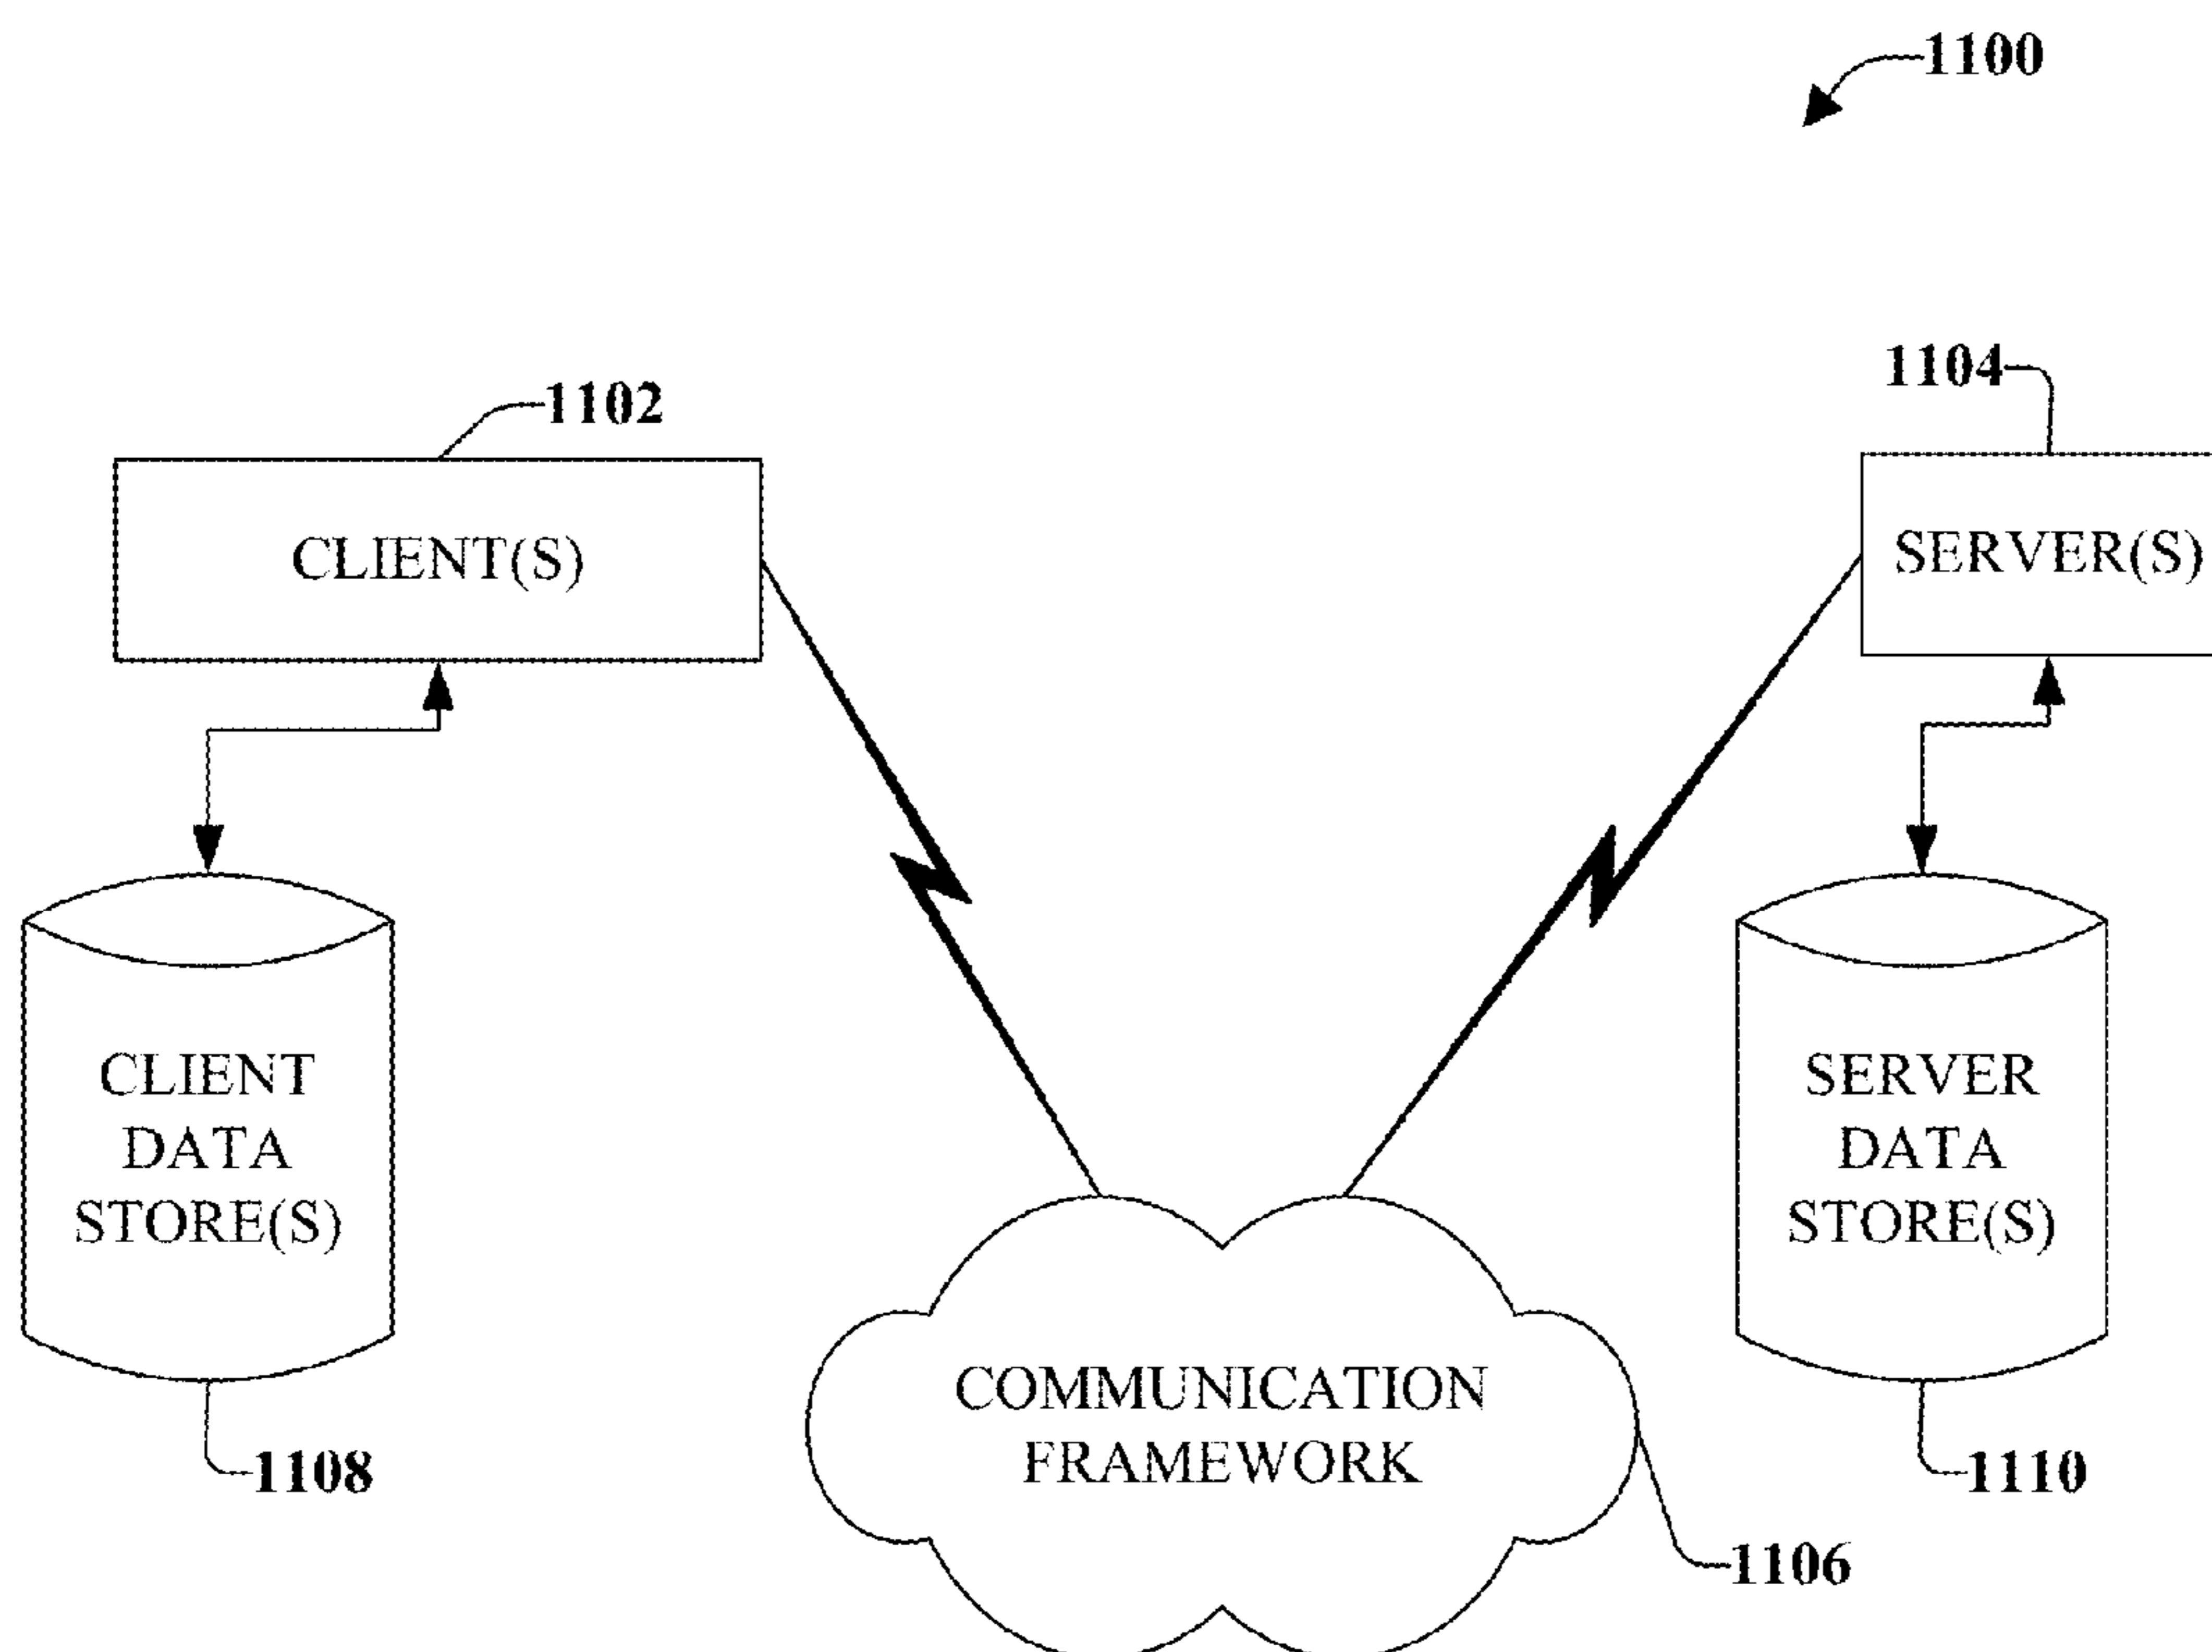 1100
1102
1104
CLIENT(S)
SERVER(S)
CLIENT
DATA
STORE(S)
SERVER
DATA
STORE(S)
COMMUNICATION
FRAMEWORK
1108
1110
1106